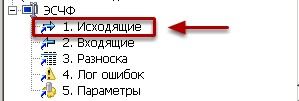 ЭСЧФ
1. Исходящие
2. Входящие
3. Разноска
4. Лог ошибок
5. Параметры